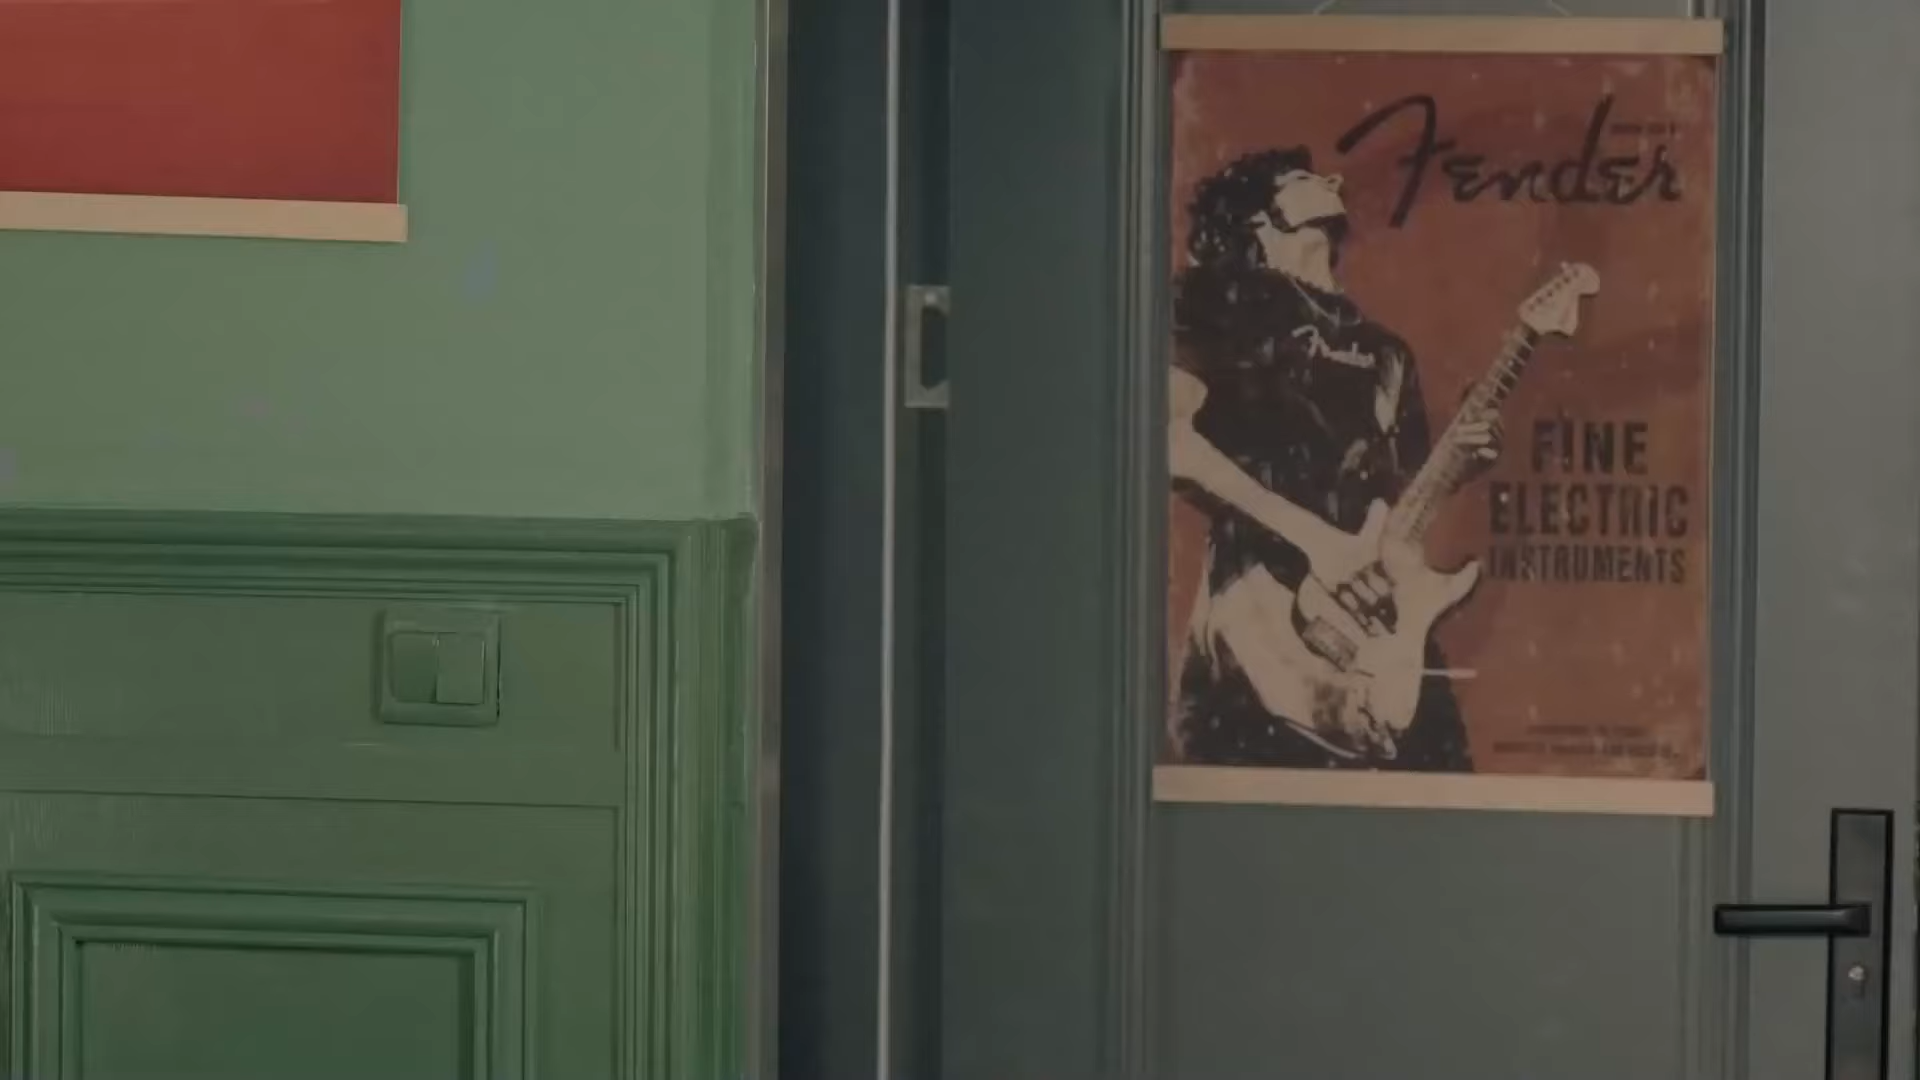 Fender
Fender
FINE
ELECTRIC
INSTRUMENTS